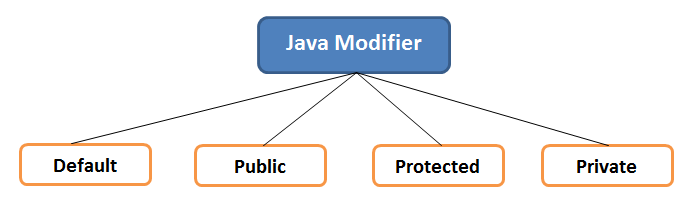 Java Modifier
Default
Public
Protected
Private